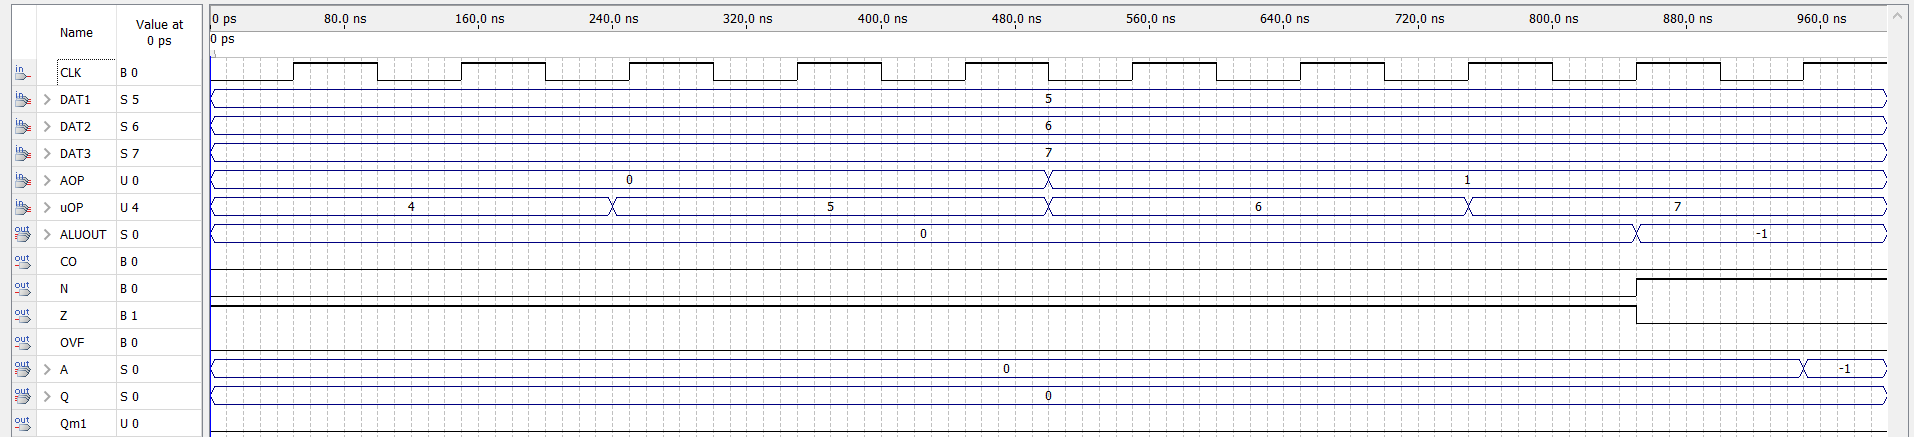 Name Value at 0 ps
0 ps 80.0 ns 160.0 ns 240.0 ns 320.0 ns 400.0 ns 480.0 ns 560.0 ns 640.0 ns 720.0 ns 800.0 ns 880.0 ns 960.0 ns
0 ps
in CLK B 0
in DAT1 S 5 5
in DAT2 S 6 6
in DAT3 S 7 7
in AOP U 0 0 1
in uOP U 4 4 5 6 7
out ALUOUT S 0 0 -1
out CO B 0
out N B 0
out Z B 1
out OVF B 0
out A S 0 0 -1
out Q S 0 0
out Qm1 U 0